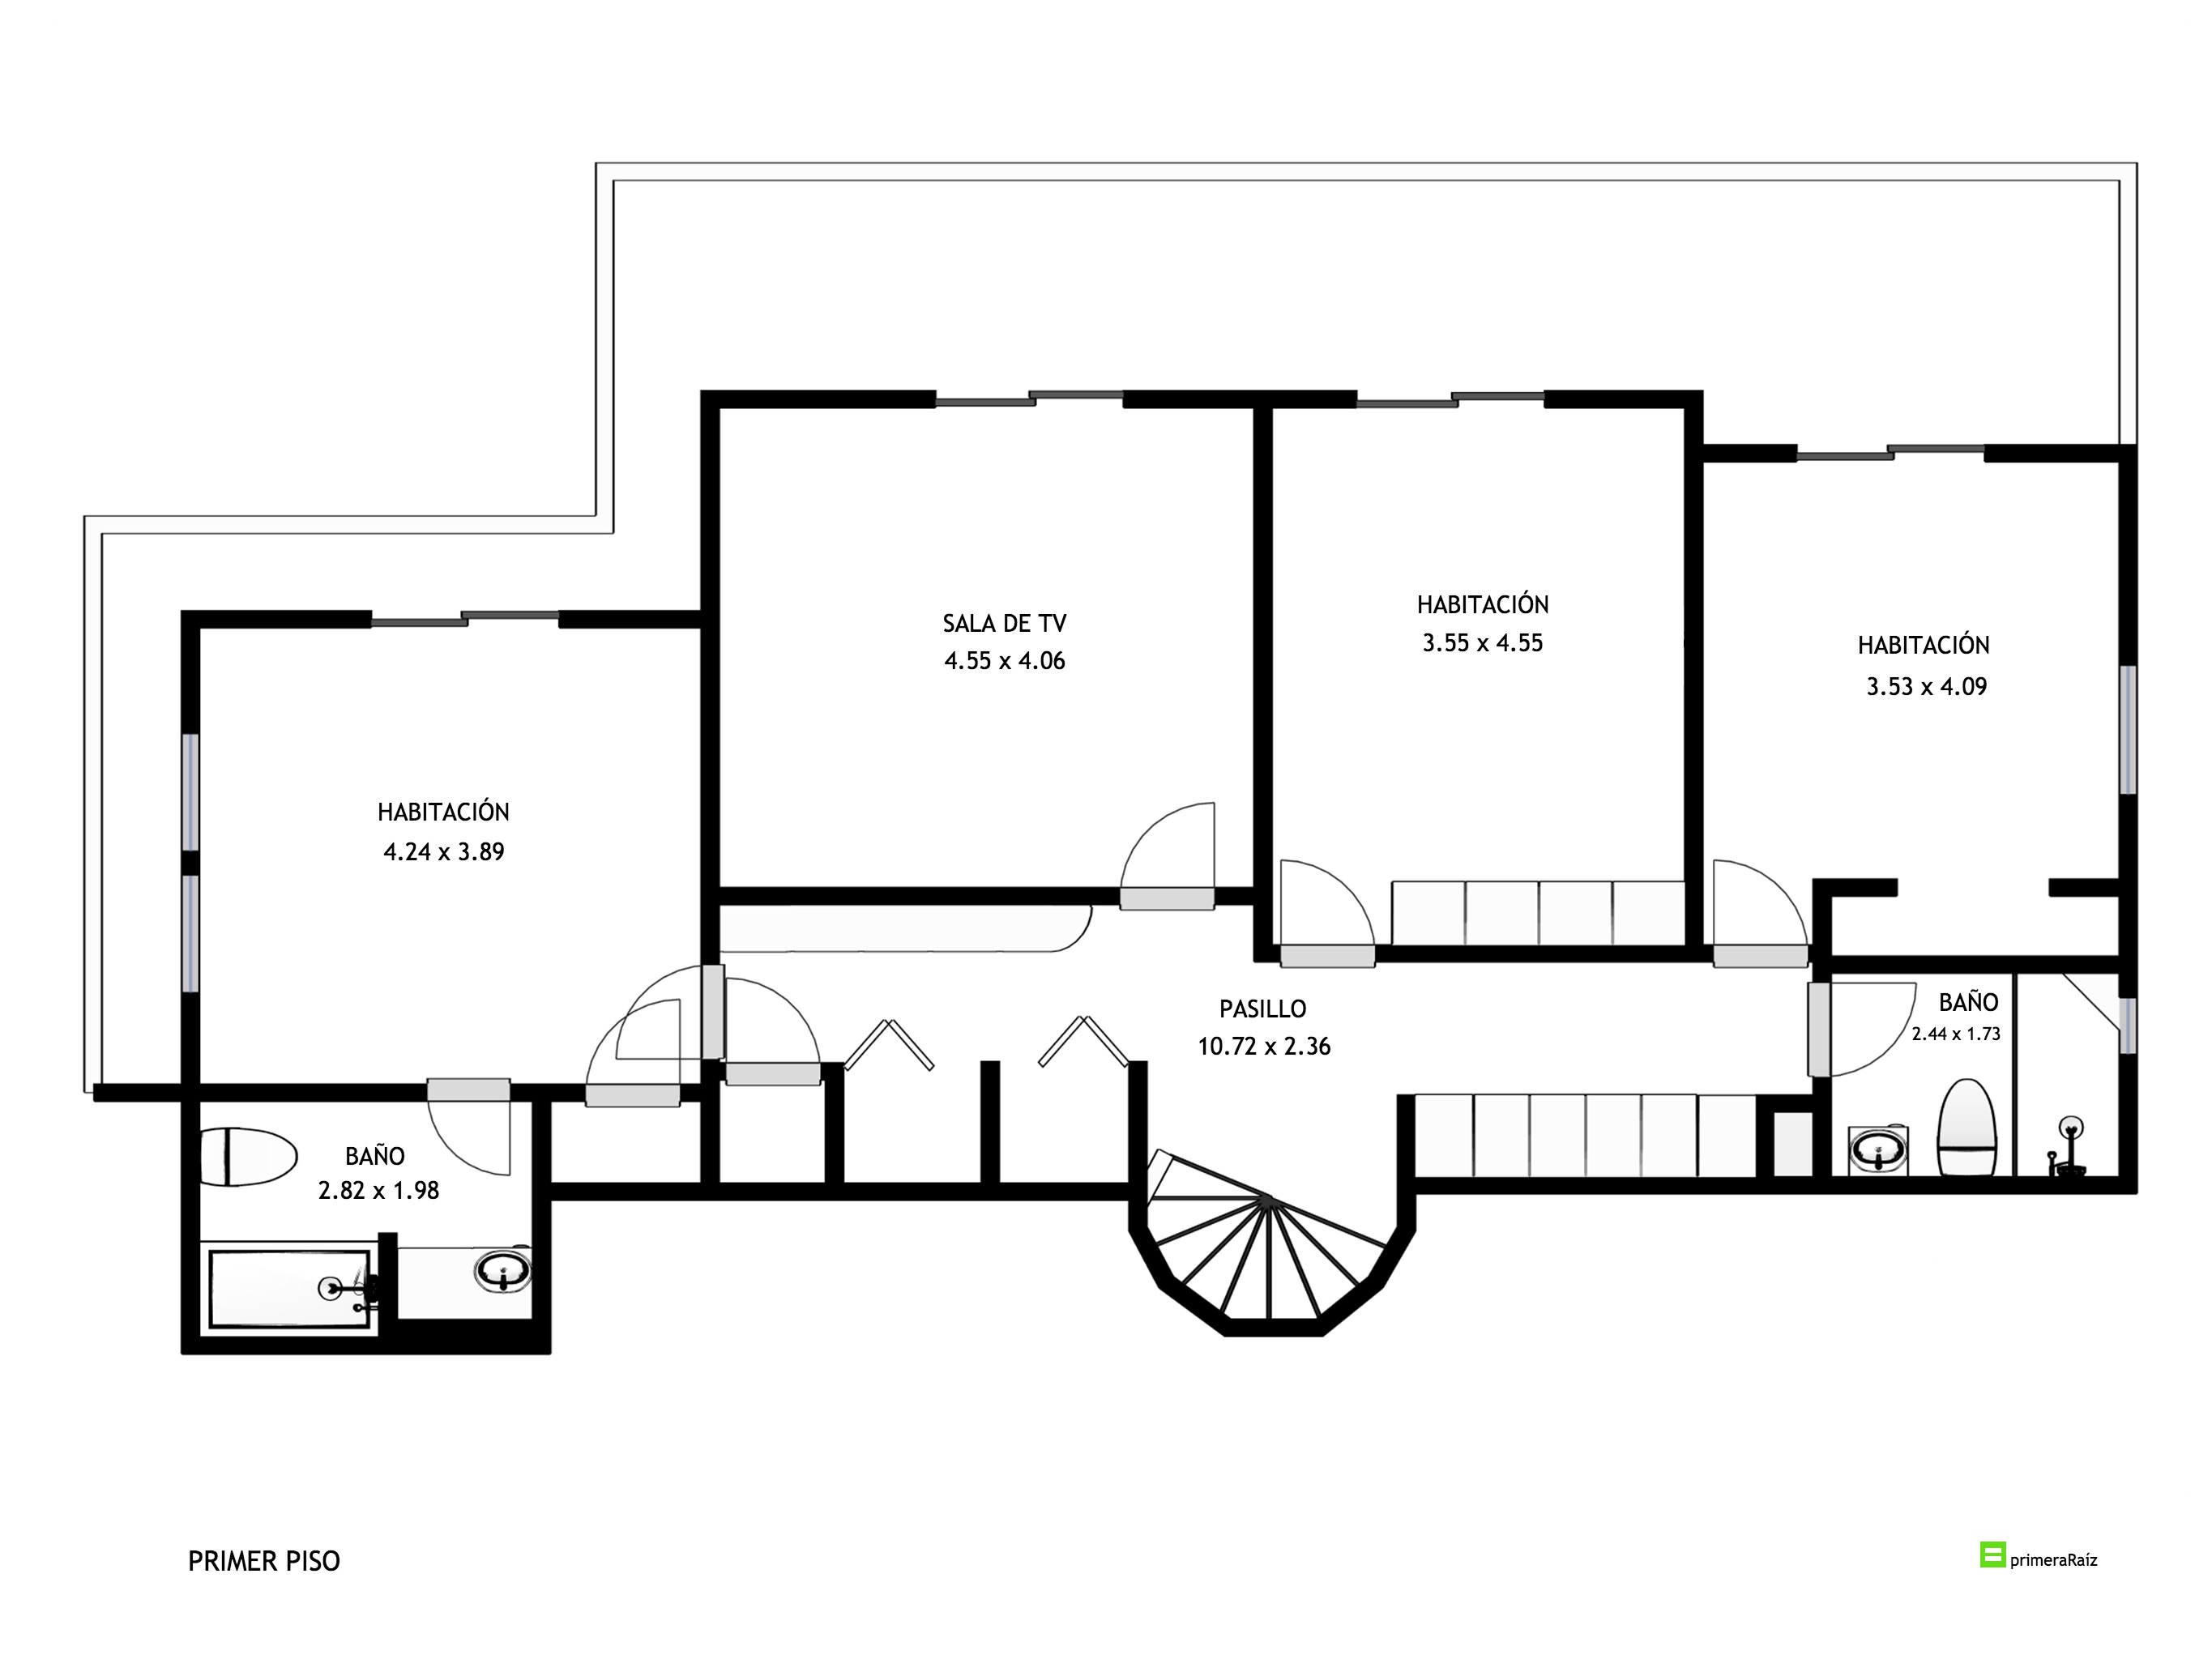 SALA DE TV
4.55 x 4.06
HABITACIÓN
3.55 x 4.55
HABITACIÓN
3.53 x 4.09
HABITACIÓN
4.24 x 3.89
PASILLO
10.72 x 2.36
BAÑO
2.44 x 1.73
BAÑO
2.82 x 1.98
PRIMER PISO
primeraRaíz